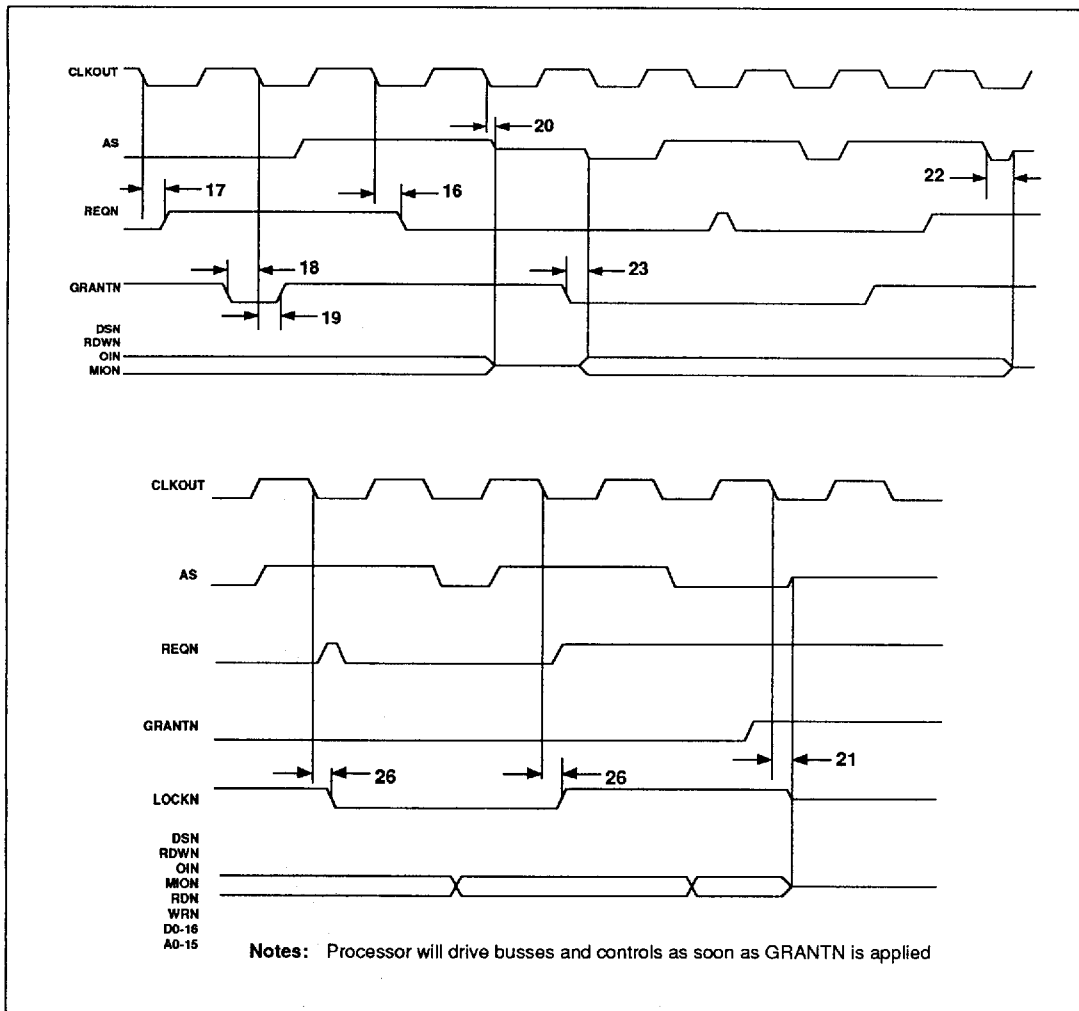 CLKOUT
20
AS
22
17
16
REQN
18
23
GRANTN
19
DSN
RDWN
OIN
MION
CLKOUT
AS
REQN
GRANTN
21
26
26
LOCKN
DSN
RDWN
OIN
MION
RDN
WRN
D0-16
A0-15
Notes: Processor will drive busses and controls as soon as GRANTN is applied